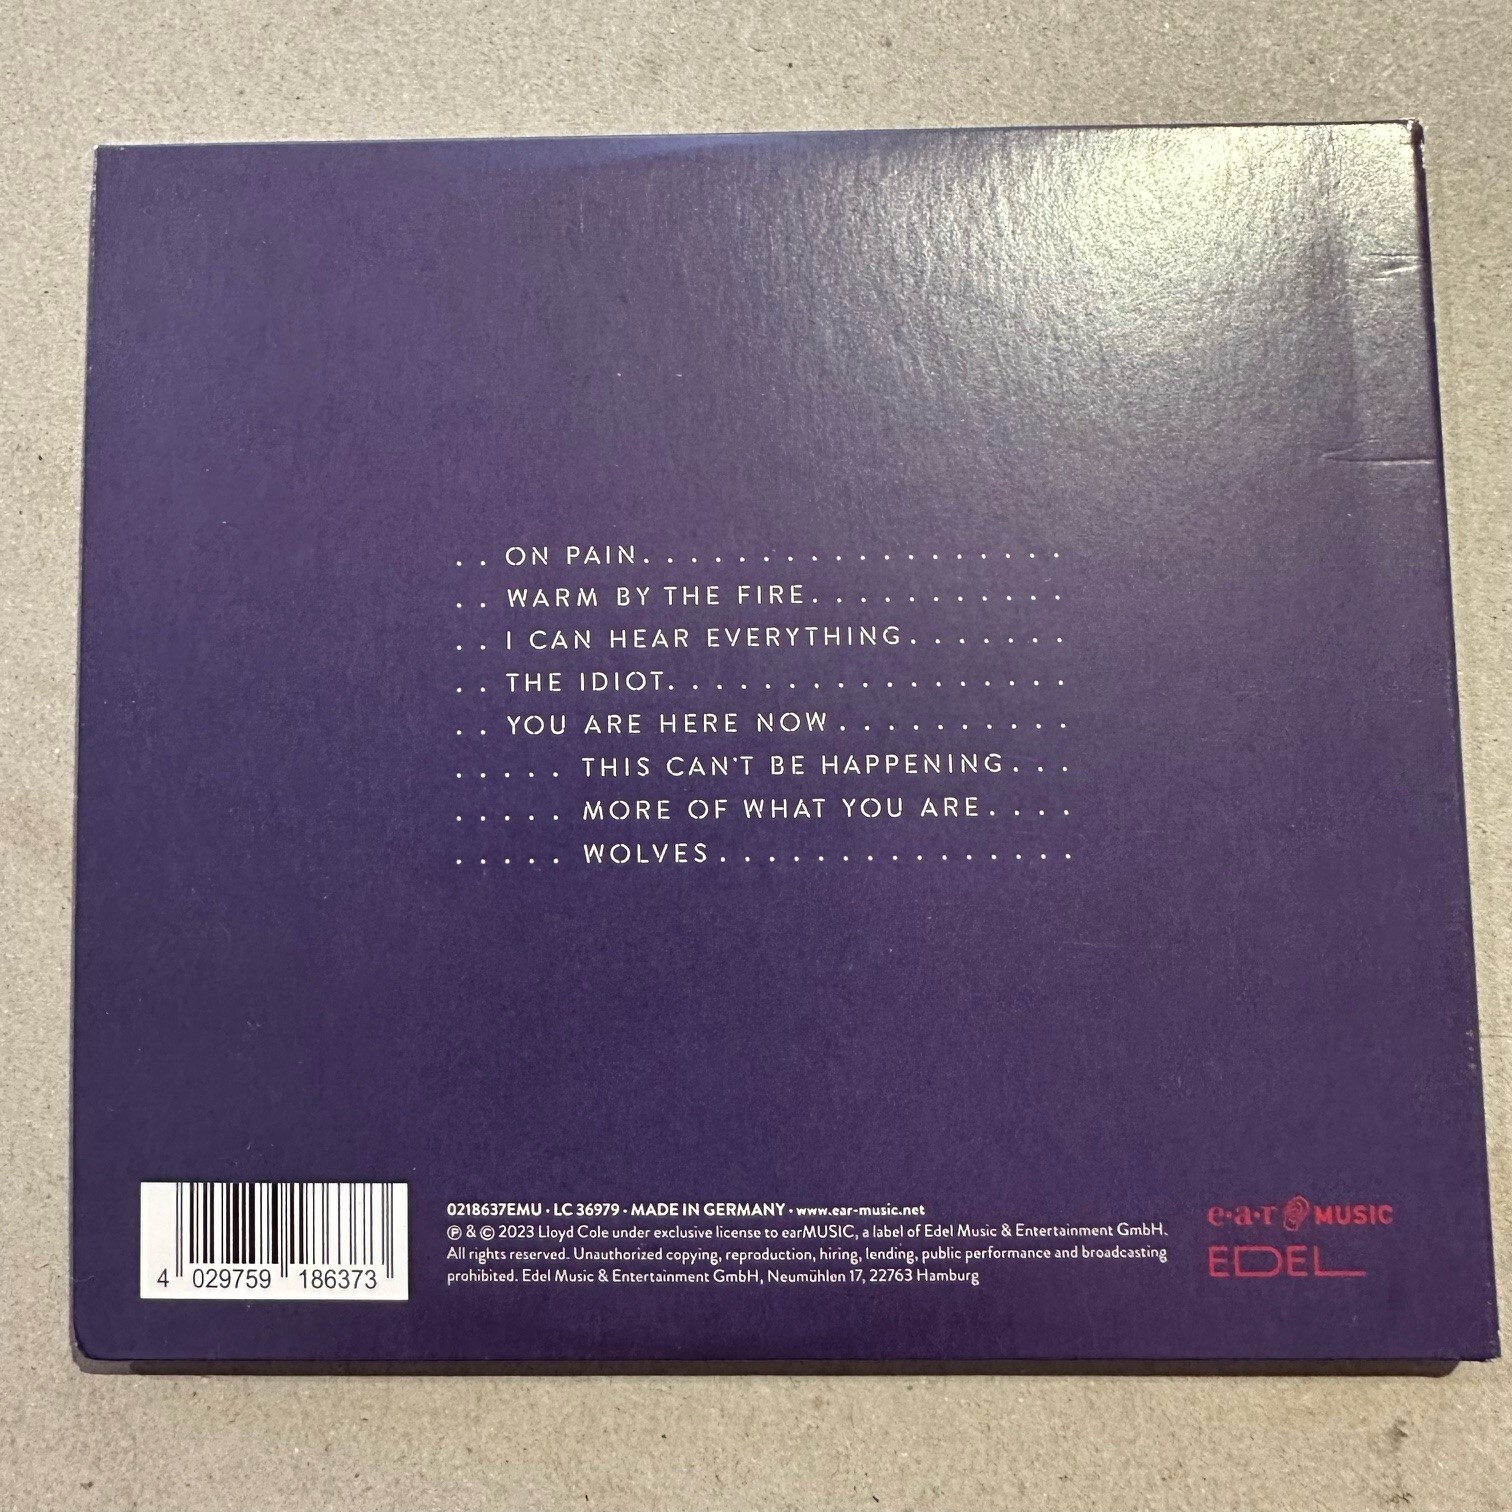 . . ON PAIN. . . . . . . . . . . . . . . . . .
. . WARM BY THE FIRE. . . . . . . . . . .
. . I CAN HEAR EVERYTHING. . . . . . .
. . THE IDIOT. . . . . . . . . . . . . . . . .
. . YOU ARE HERE NOW. . . . . . . . . .
. . . . . THIS CAN'T BE HAPPENING. . .
. . . . . MORE OF WHAT YOU ARE. . . .
. . . . . WOLVES. . . . . . . . . . . . . . .
4 029759 186373
0218637EMU · LC 36979 · MADE IN GERMANY · www.ear-music.net
℗ & © 2023 Lloyd Cole under exclusive license to earMUSIC, a label of Edel Music & Entertainment GmbH.
All rights reserved. Unauthorized copying, reproduction, hiring, lending, public performance and broadcasting
prohibited. Edel Music & Entertainment GmbH, Neumühlen 17, 22763 Hamburg
e·a·r MUSIC
EDEL